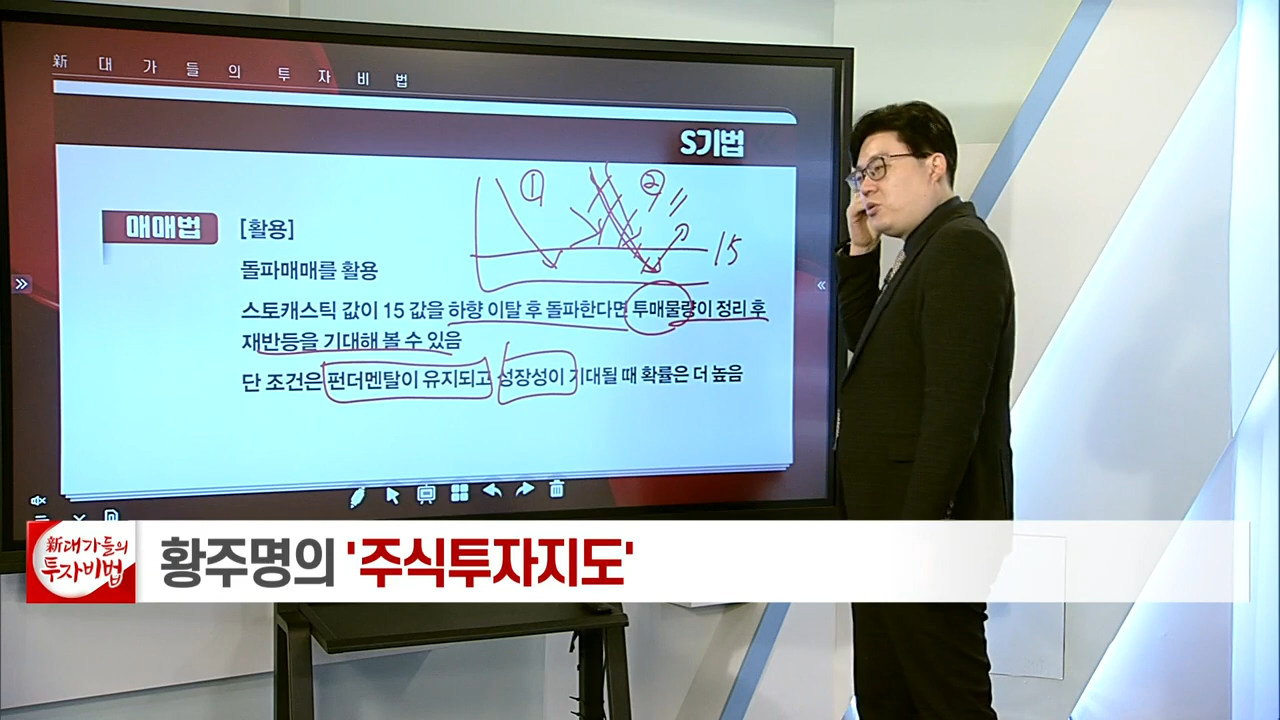 新 대 가 들 의 투 자 비 법
S기법
① ②
15
매매법 [활용]
돌파매매를 활용
스토캐스틱 값이 15 값을 하향 이탈 후 돌파한다면 투매물량이 정리 후
재반등을 기대해 볼 수 있음
단 조건은 펀더멘탈이 유지되고 성장성이 기대될 때 확률은 더 높음
新대가들의
투자비법
황주명의 '주식투자지도'